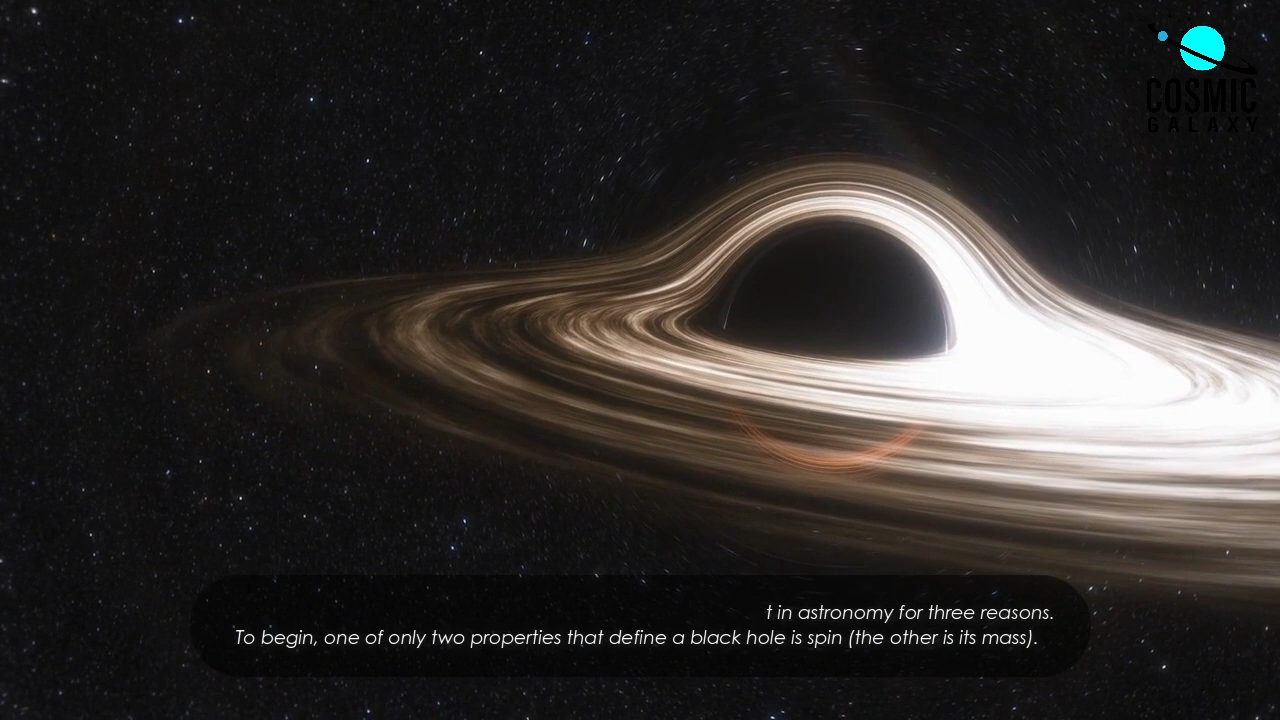 COSMIC
GALAXY
t in astronomy for three reasons.
To begin, one of only two properties that define a black hole is spin (the other is its mass).